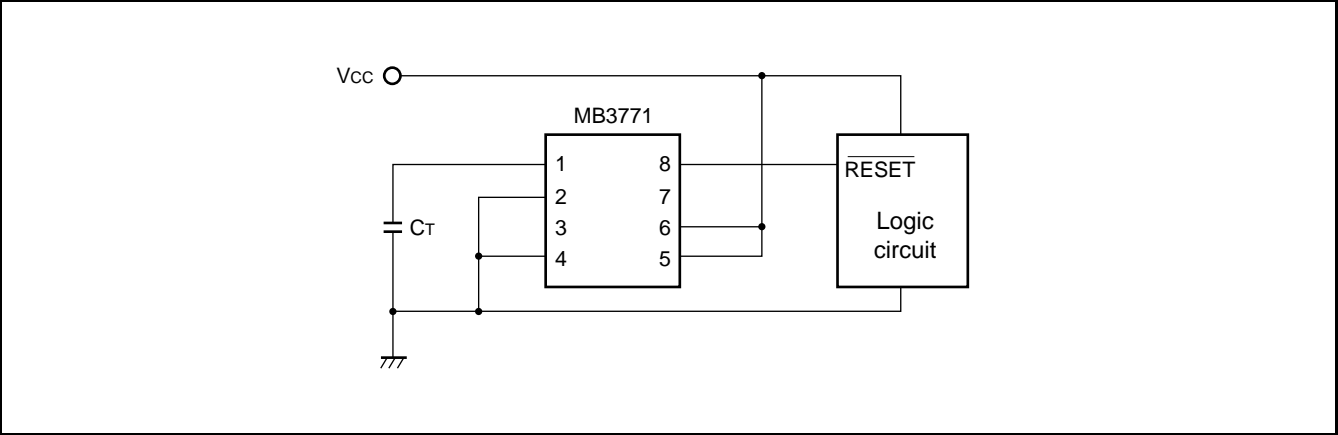 VCC
MB3771
1 8
2 7
3 6
4 5
RESET
Logic
circuit
CT